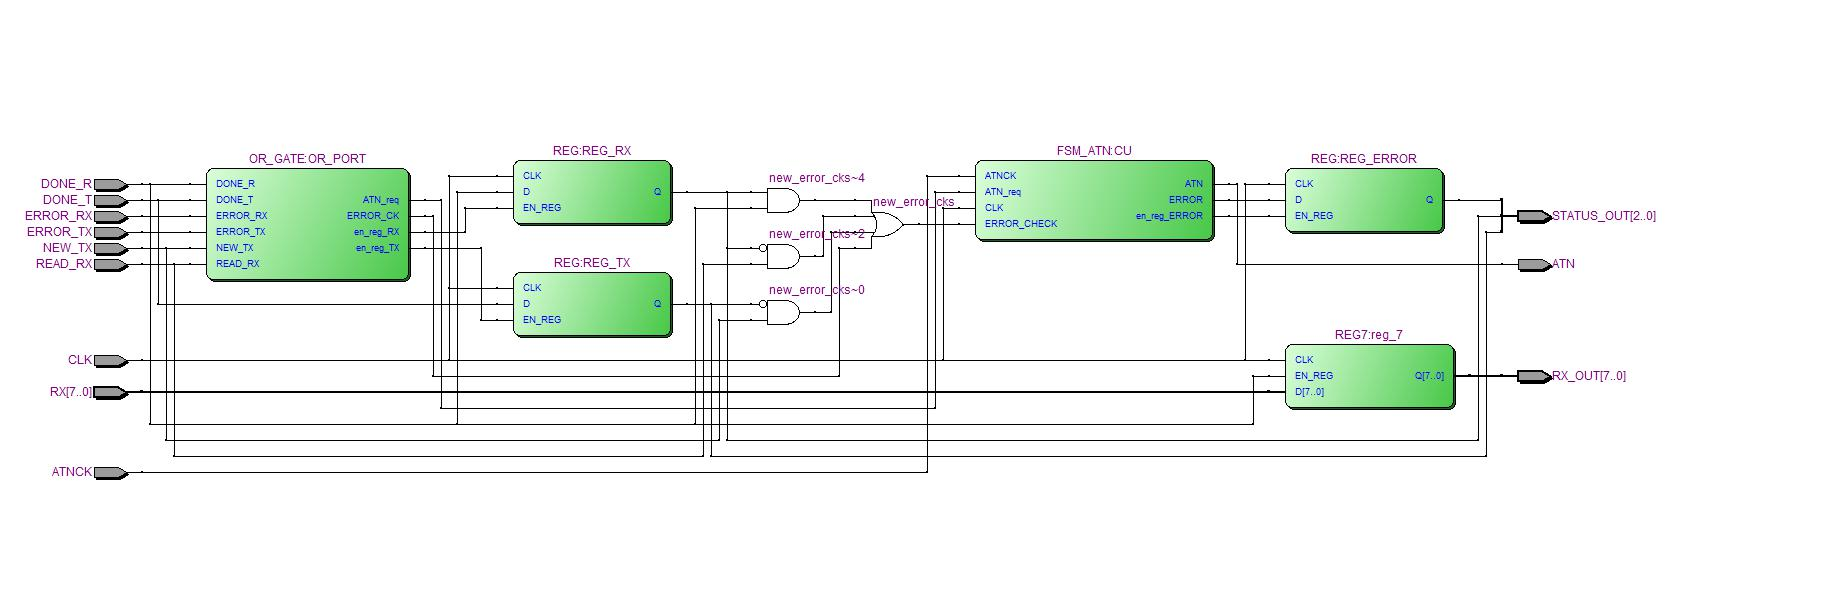 DONE_R
DONE_T
ERROR_RX
ERROR_TX
NEW_TX
READ_RX
CLK
RX[7..0]
ATNCK
OR_GATE:OR_PORT
DONE_R
DONE_T
ERROR_RX
ERROR_TX
NEW_TX
READ_RX
ATN_req
ERROR_CK
en_reg_RX
en_reg_TX
REG:REG_RX
CLK
D
EN_REG
Q
REG:REG_TX
CLK
D
EN_REG
Q
new_error_cks~4
new_error_cks~2
new_error_cks~0
new_error_cks
FSM_ATN:CU
ATNCK
ATN_req
CLK
ERROR_CHECK
ATN
ERROR
en_reg_ERROR
REG:REG_ERROR
CLK
D
EN_REG
Q
REG7:reg_7
CLK
EN_REG
D[7..0]
Q[7..0]
STATUS_OUT[2..0]
ATN
RX_OUT[7..0]